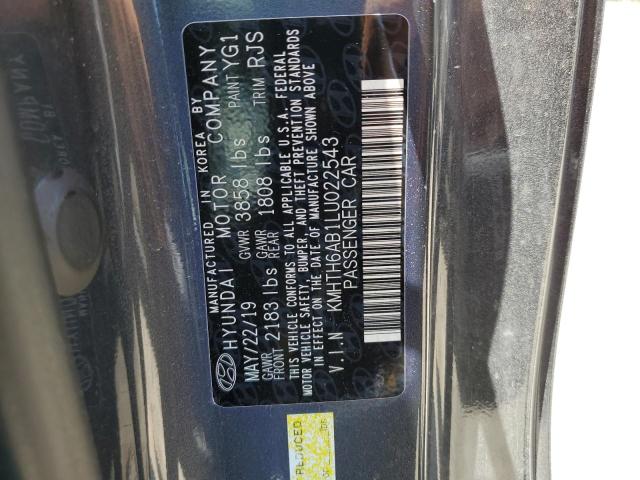 MANUFACTURED IN KOREA BY
HYUNDAI MOTOR COMPANY
MAY/22/19 GVWR 3858 lbs PAINT YG1
GAWR FRONT 2183 lbs GAWR REAR 1808 lbs TRIM RJS
THIS VEHICLE CONFORMS TO ALL APPLICABLE U.S.A. FEDERAL
MOTOR VEHICLE SAFETY, BUMPER, AND THEFT PREVENTION STANDARDS
IN EFFECT ON THE DATE OF MANUFACTURE SHOWN ABOVE
V.I.N KMHTH6AB1LU022543
PASSENGER CAR
REDUCED